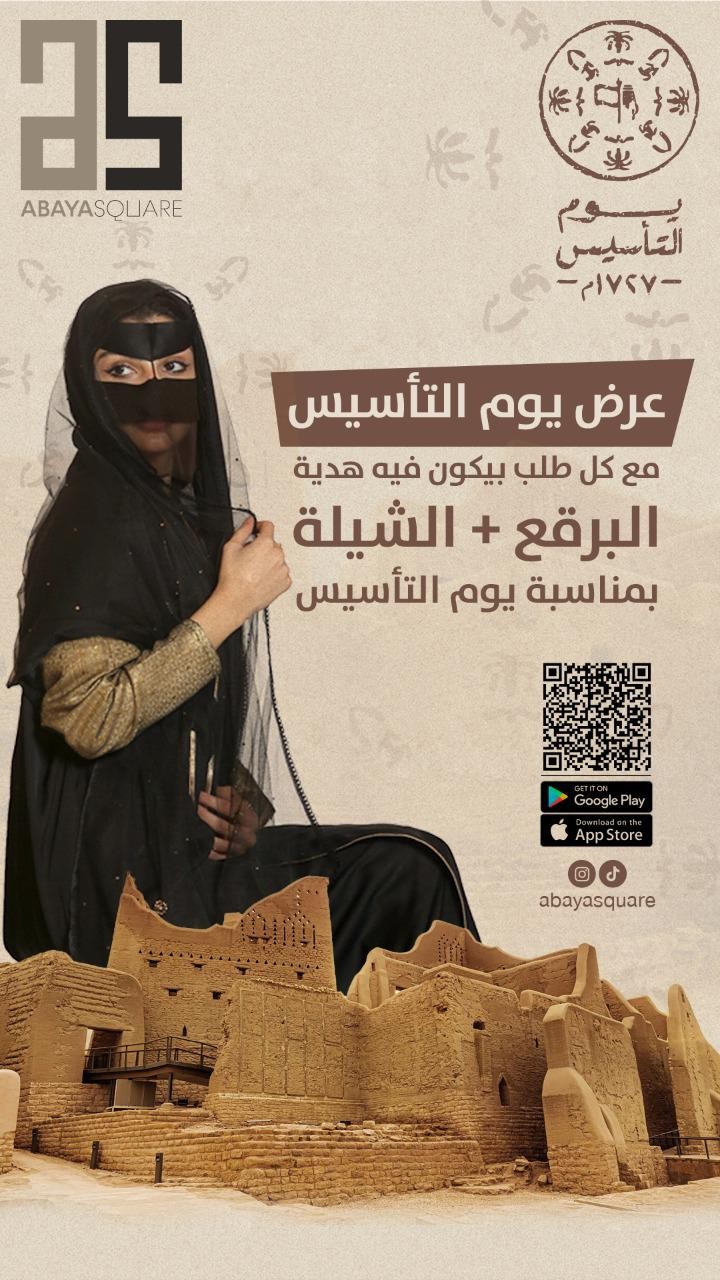 ABAYASQUARE
يوم
التأسيس
١٧٢٧م
عرض يوم التأسيس
مع كل طلب بيكون فيه هدية
البرقع + الشيلة
بمناسبة يوم التأسيس
GET IT ON
Google Play
Download on the
App Store
abayasquare